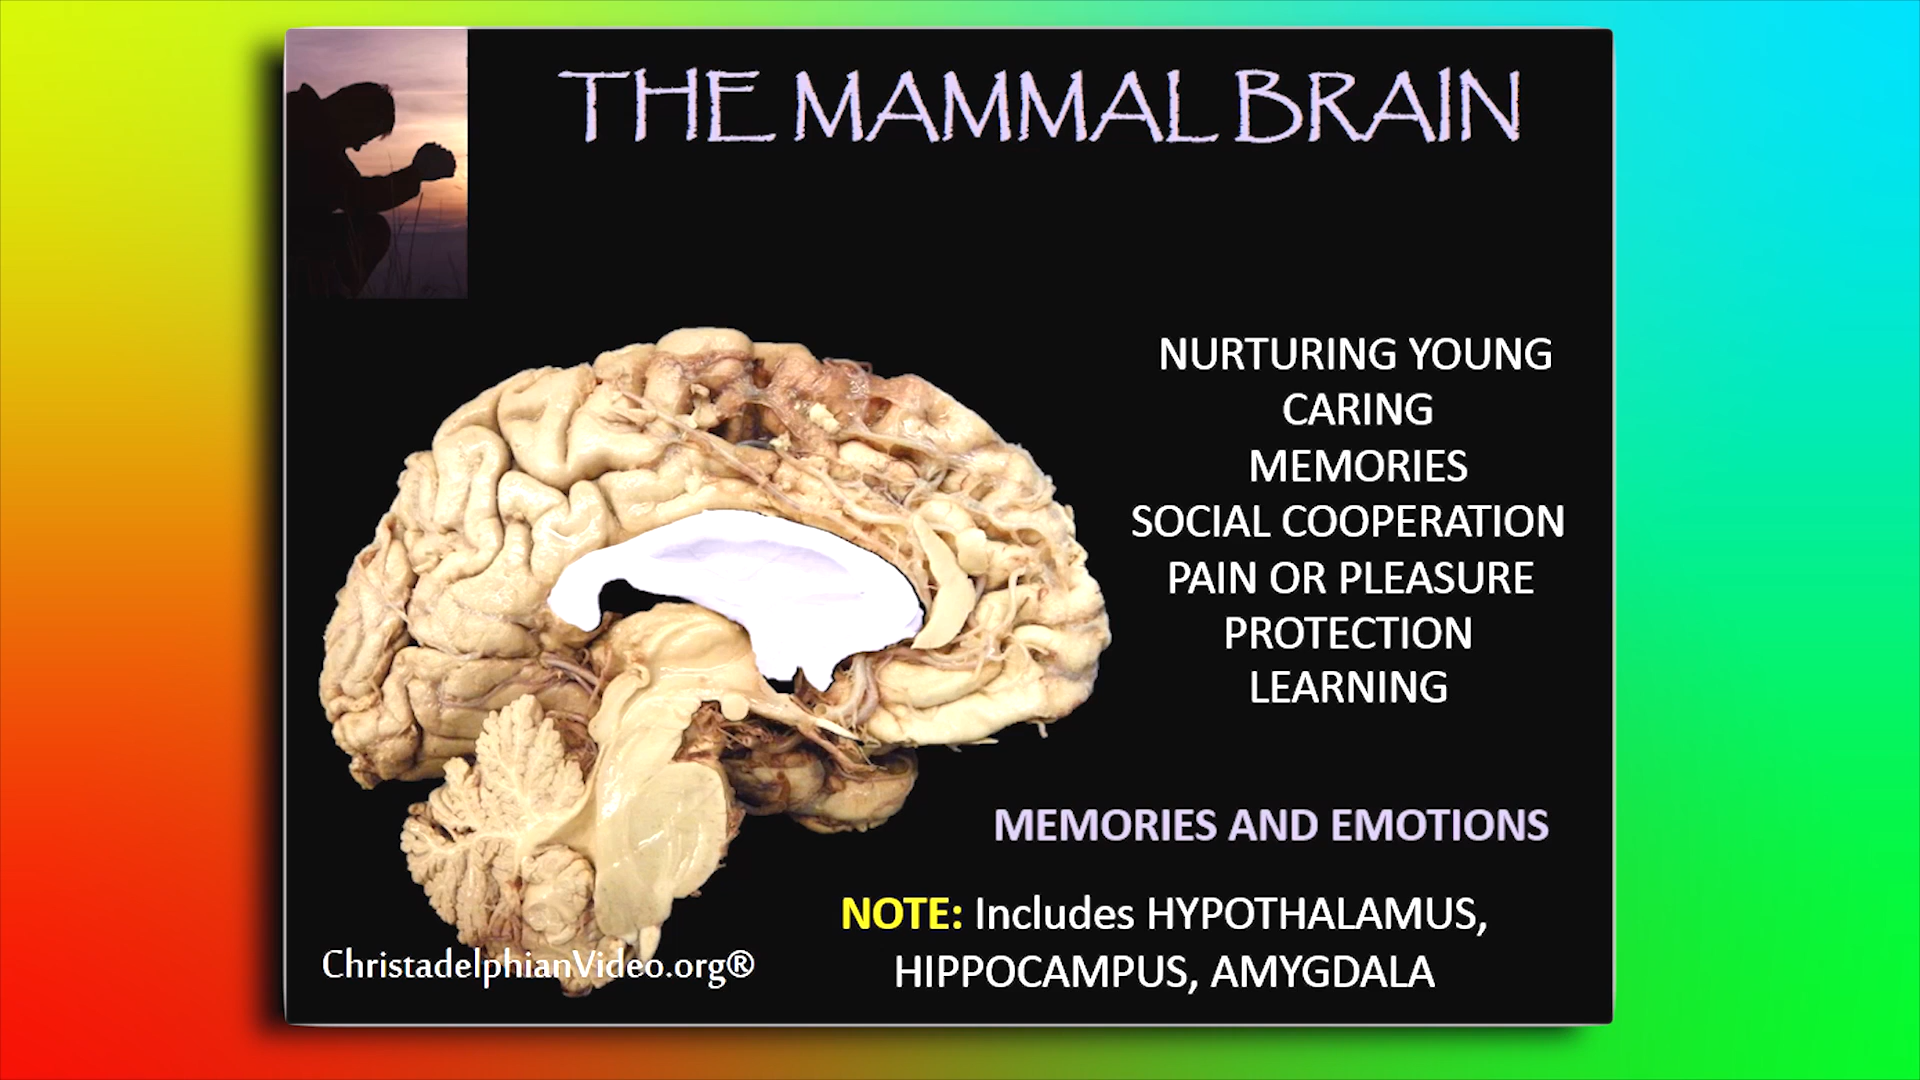 THE MAMMAL BRAIN
NURTURING YOUNG
CARING
MEMORIES
SOCIAL COOPERATION
PAIN OR PLEASURE
PROTECTION
LEARNING
MEMORIES AND EMOTIONS
NOTE: Includes HYPOTHALAMUS,
HIPPOCAMPUS, AMYGDALA
ChristadelphianVideo.org®